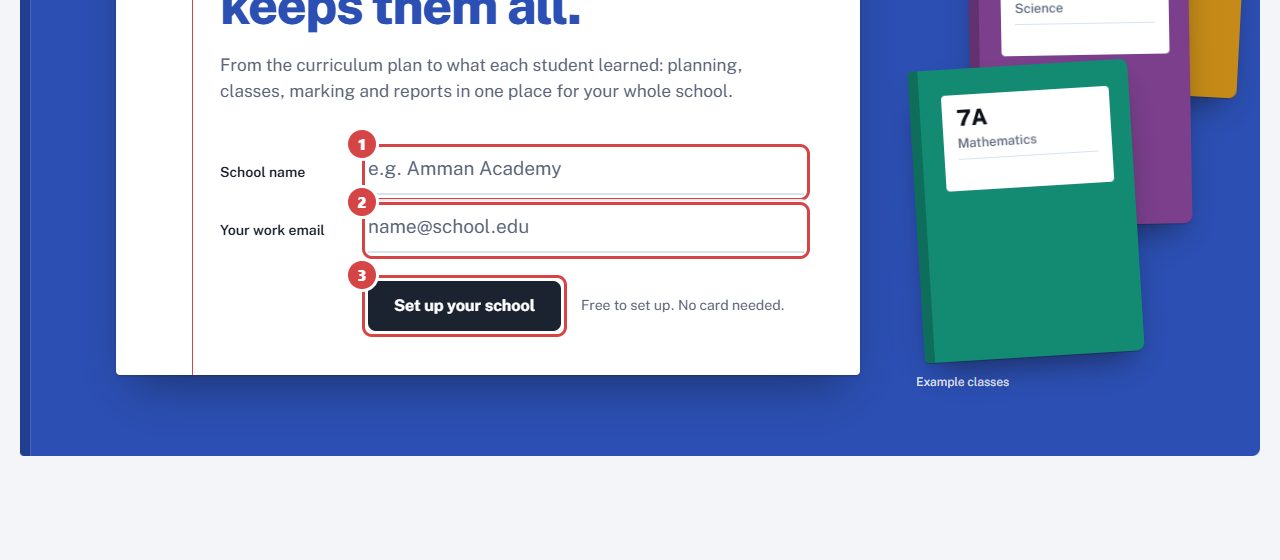 keeps them all.
From the curriculum plan to what each student learned: planning,
classes, marking and reports in one place for your whole school.
1
School name
e.g. Amman Academy
2
Your work email
name@school.edu
3
Set up your school
Free to set up. No card needed.
Science
7A
Mathematics
Example classes